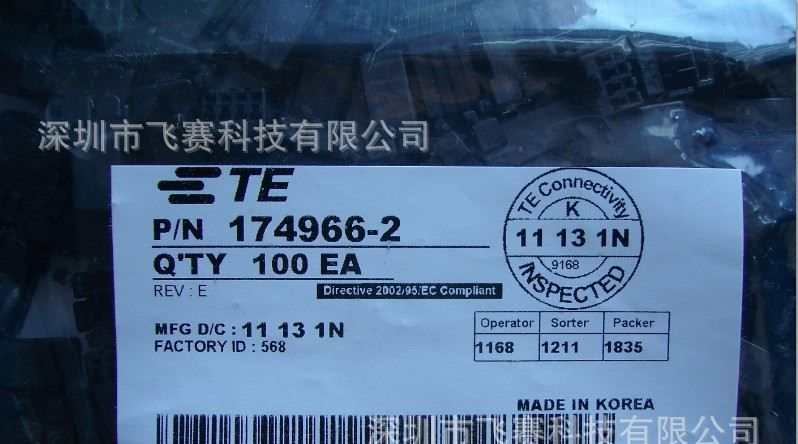 深圳市飞赛科技有限公司
TE
P/N 174966-2
Q'TY 100 EA
REV : E
Directive 2002/95/EC Compliant
MFG D/C : 11 13 1N
FACTORY ID : 568
TE Connectivity
K
11 13 1N
9168
INSPECTED
Operator Sorter Packer
1168 1211 1835
MADE IN KOREA
深圳市飞赛科技有限公司